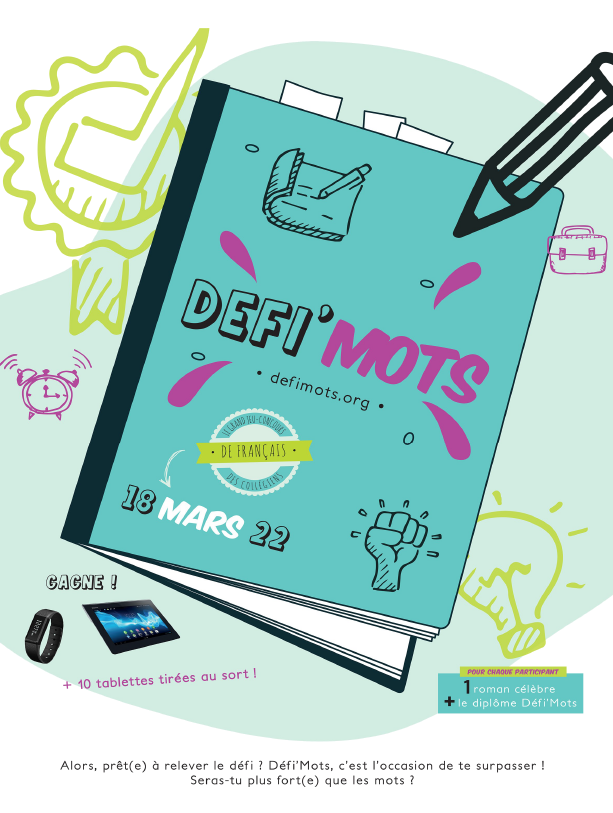 DEFI'MOTS
• defimots.org •
LE GRAND JEU-CONCOURS
• DE FRANÇAIS •
DES COLLÉGIENS
18 MARS 22
GAGNE !
+ 10 tablettes tirées au sort !
POUR CHAQUE PARTICIPANT
1 roman célèbre
+ le diplôme Défi'Mots
Alors, prêt(e) à relever le défi ? Défi'Mots, c'est l'occasion de te surpasser !
Seras-tu plus fort(e) que les mots ?